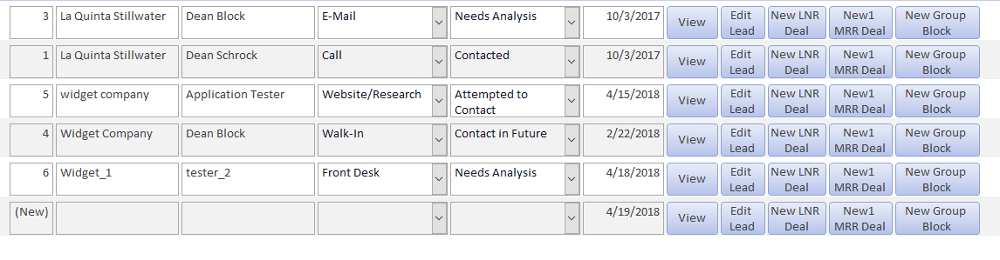 3 La Quinta Stillwater Dean Block E-Mail Needs Analysis 10/3/2017 View Edit Lead New LNR Deal New1 MRR Deal New Group Block
1 La Quinta Stillwater Dean Schrock Call Contacted 10/3/2017 View Edit Lead New LNR Deal New1 MRR Deal New Group Block
5 widget company Application Tester Website/Research Attempted to Contact 4/15/2018 View Edit Lead New LNR Deal New1 MRR Deal New Group Block
4 Widget Company Dean Block Walk-In Contact in Future 2/22/2018 View Edit Lead New LNR Deal New1 MRR Deal New Group Block
6 Widget_1 tester_2 Front Desk Needs Analysis 4/18/2018 View Edit Lead New LNR Deal New1 MRR Deal New Group Block
(New) 4/19/2018 View Edit Lead New LNR Deal New1 MRR Deal New Group Block